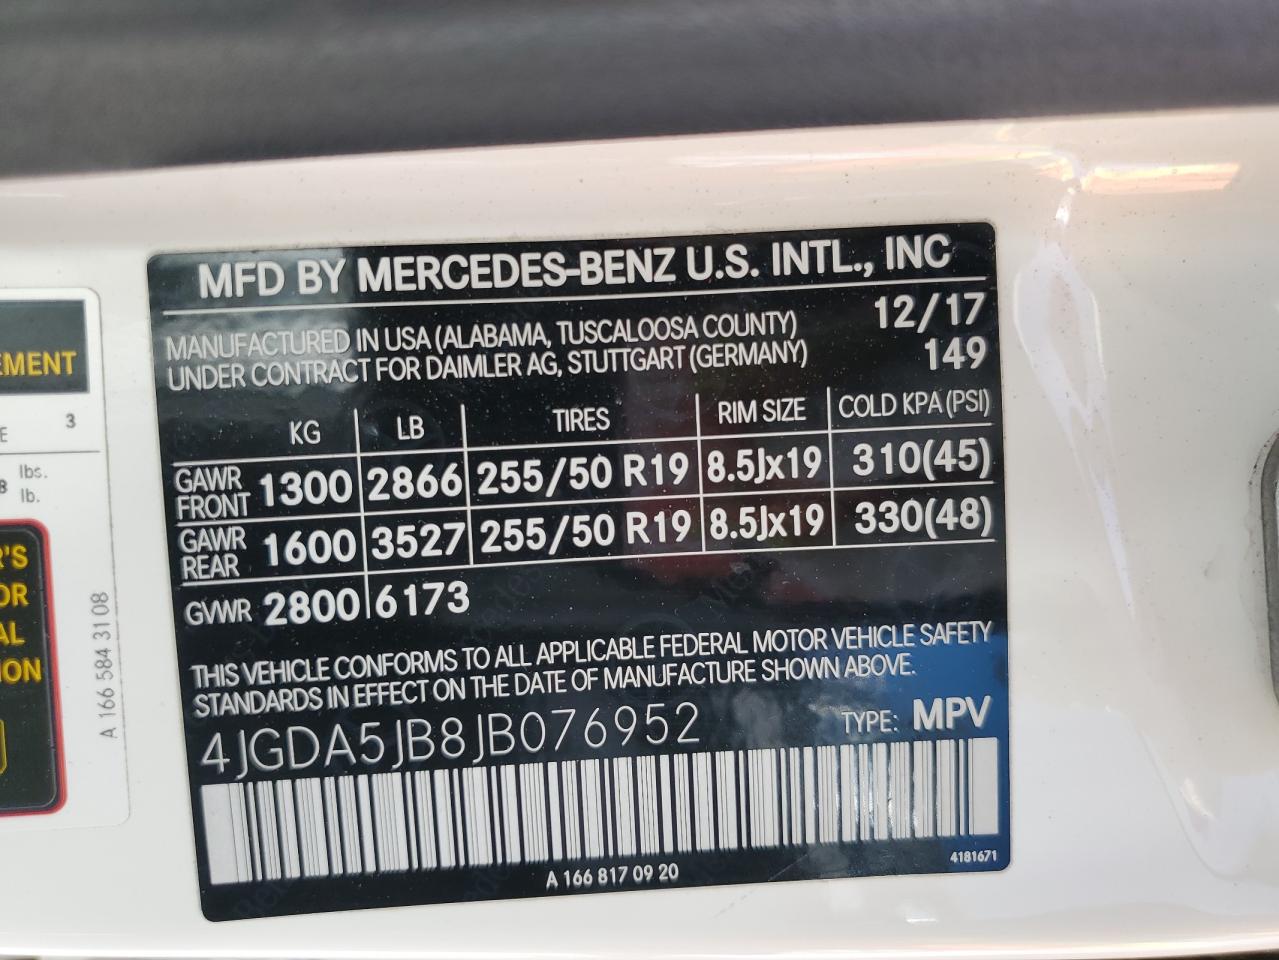 MFD BY MERCEDES-BENZ U.S. INTL., INC
12/17
MANUFACTURED IN USA (ALABAMA, TUSCALOOSA COUNTY)
UNDER CONTRACT FOR DAIMLER AG, STUTTGART (GERMANY)
149
KG LB TIRES RIM SIZE COLD KPA (PSI)
GAWR FRONT 1300 2866 255/50 R19 8.5Jx19 310(45)
GAWR REAR 1600 3527 255/50 R19 8.5Jx19 330(48)
GVWR 2800 6173
THIS VEHICLE CONFORMS TO ALL APPLICABLE FEDERAL MOTOR VEHICLE SAFETY
STANDARDS IN EFFECT ON THE DATE OF MANUFACTURE SHOWN ABOVE.
4JGDA5JB8JB076952 TYPE: MPV
4181671
A 166 817 09 20
EMENT
E 3
lbs.
B lb.
R'S
OR
AL
ION
A 166 584 31 08